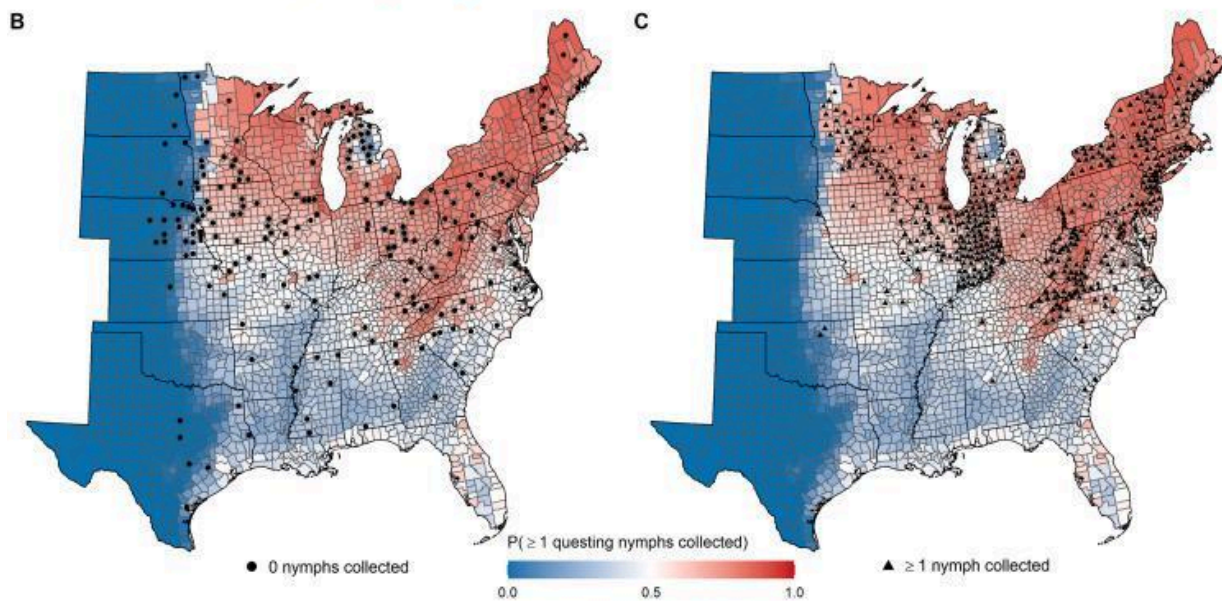 B
C
P( ≥ 1 questing nymphs collected)
● 0 nymphs collected
▲ ≥ 1 nymph collected
0.0 0.5 1.0